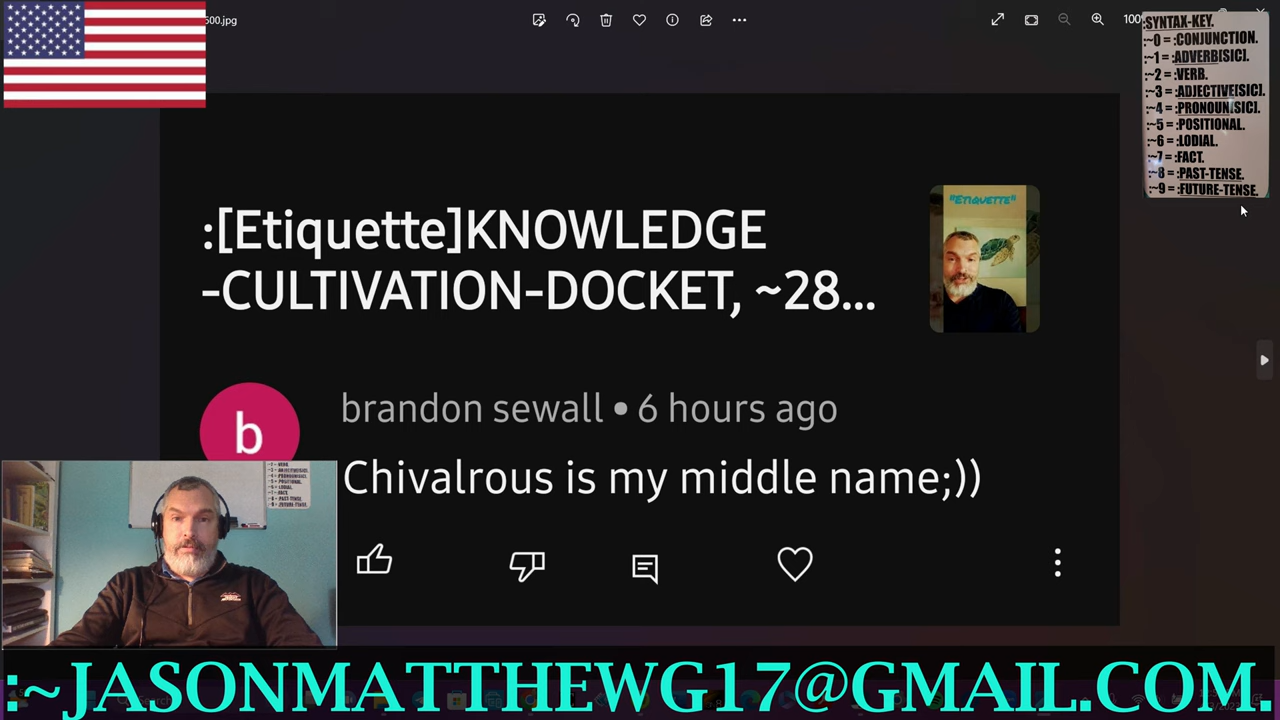 500.jpg
100
:SYNTAX-KEY.
:~0 = :CONJUNCTION.
:~1 = :ADVERB[SIC].
:~2 = :VERB.
:~3 = :ADJECTIVE[SIC].
:~4 = :PRONOUN[SIC].
:~5 = :POSITIONAL.
:~6 = :LODIAL.
:~7 = :FACT.
:~8 = :PAST-TENSE.
:~9 = :FUTURE-TENSE.
"ETIQUETTE"
:[Etiquette]KNOWLEDGE
-CULTIVATION-DOCKET, ~28...
b
brandon sewall • 6 hours ago
Chivalrous is my middle name;))
:~JASONMATTHEWG17@GMAIL.COM.